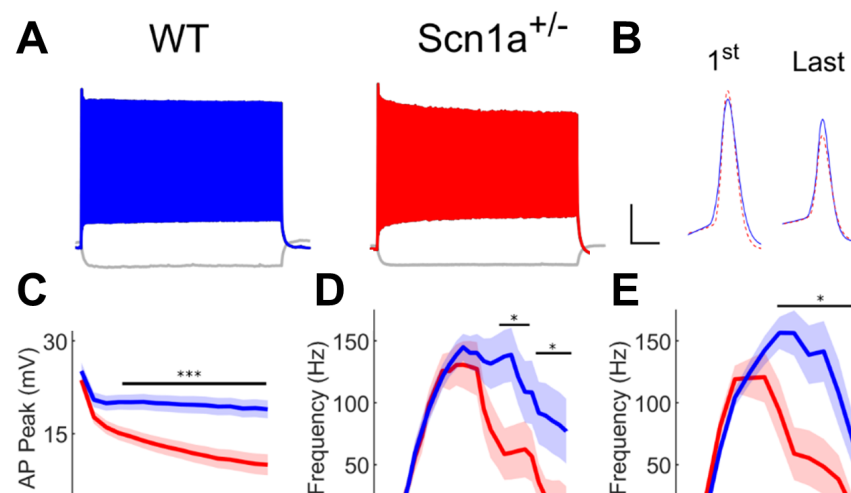 A
WT
Scn1a+/-
B
1st
Last
C
AP Peak (mV)
30
15
***
D
Frequency (Hz)
150
100
50
*
*
E
Frequency (Hz)
150
100
50
*